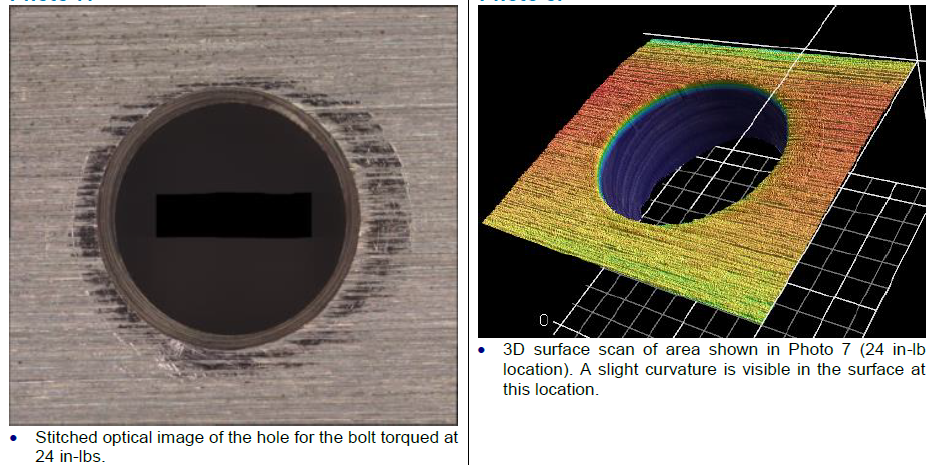 • Stitched optical image of the hole for the bolt torqued at
24 in-lbs.
0
• 3D surface scan of area shown in Photo 7 (24 in-lb
location). A slight curvature is visible in the surface at
this location.